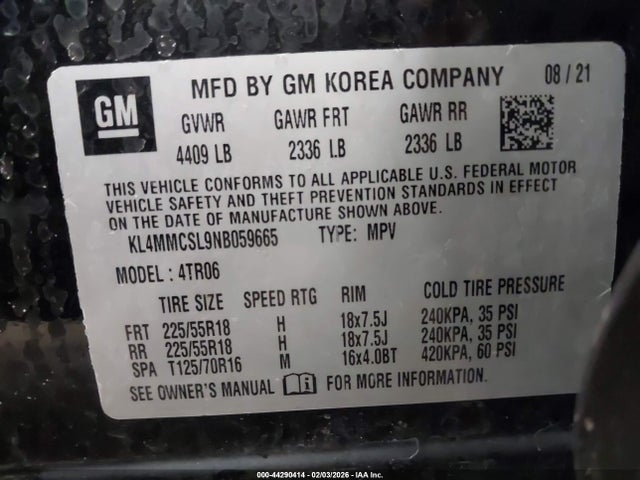 GM
MFD BY GM KOREA COMPANY 08 / 21
GVWR GAWR FRT GAWR RR
4409 LB 2336 LB 2336 LB
THIS VEHICLE CONFORMS TO ALL APPLICABLE U.S. FEDERAL MOTOR
VEHICLE SAFETY AND THEFT PREVENTION STANDARDS IN EFFECT
ON THE DATE OF MANUFACTURE SHOWN ABOVE.
KL4MMCSL9NB059665 TYPE: MPV
MODEL: 4TR06
TIRE SIZE SPEED RTG RIM COLD TIRE PRESSURE
FRT 225/55R18 H 18x7.5J 240KPA, 35 PSI
RR 225/55R18 H 18x7.5J 240KPA, 35 PSI
SPA T125/70R16 M 16x4.0BT 420KPA, 60 PSI
SEE OWNER'S MANUAL FOR MORE INFORMATION.
000-44290414 - 02/03/2026 - IAA Inc.